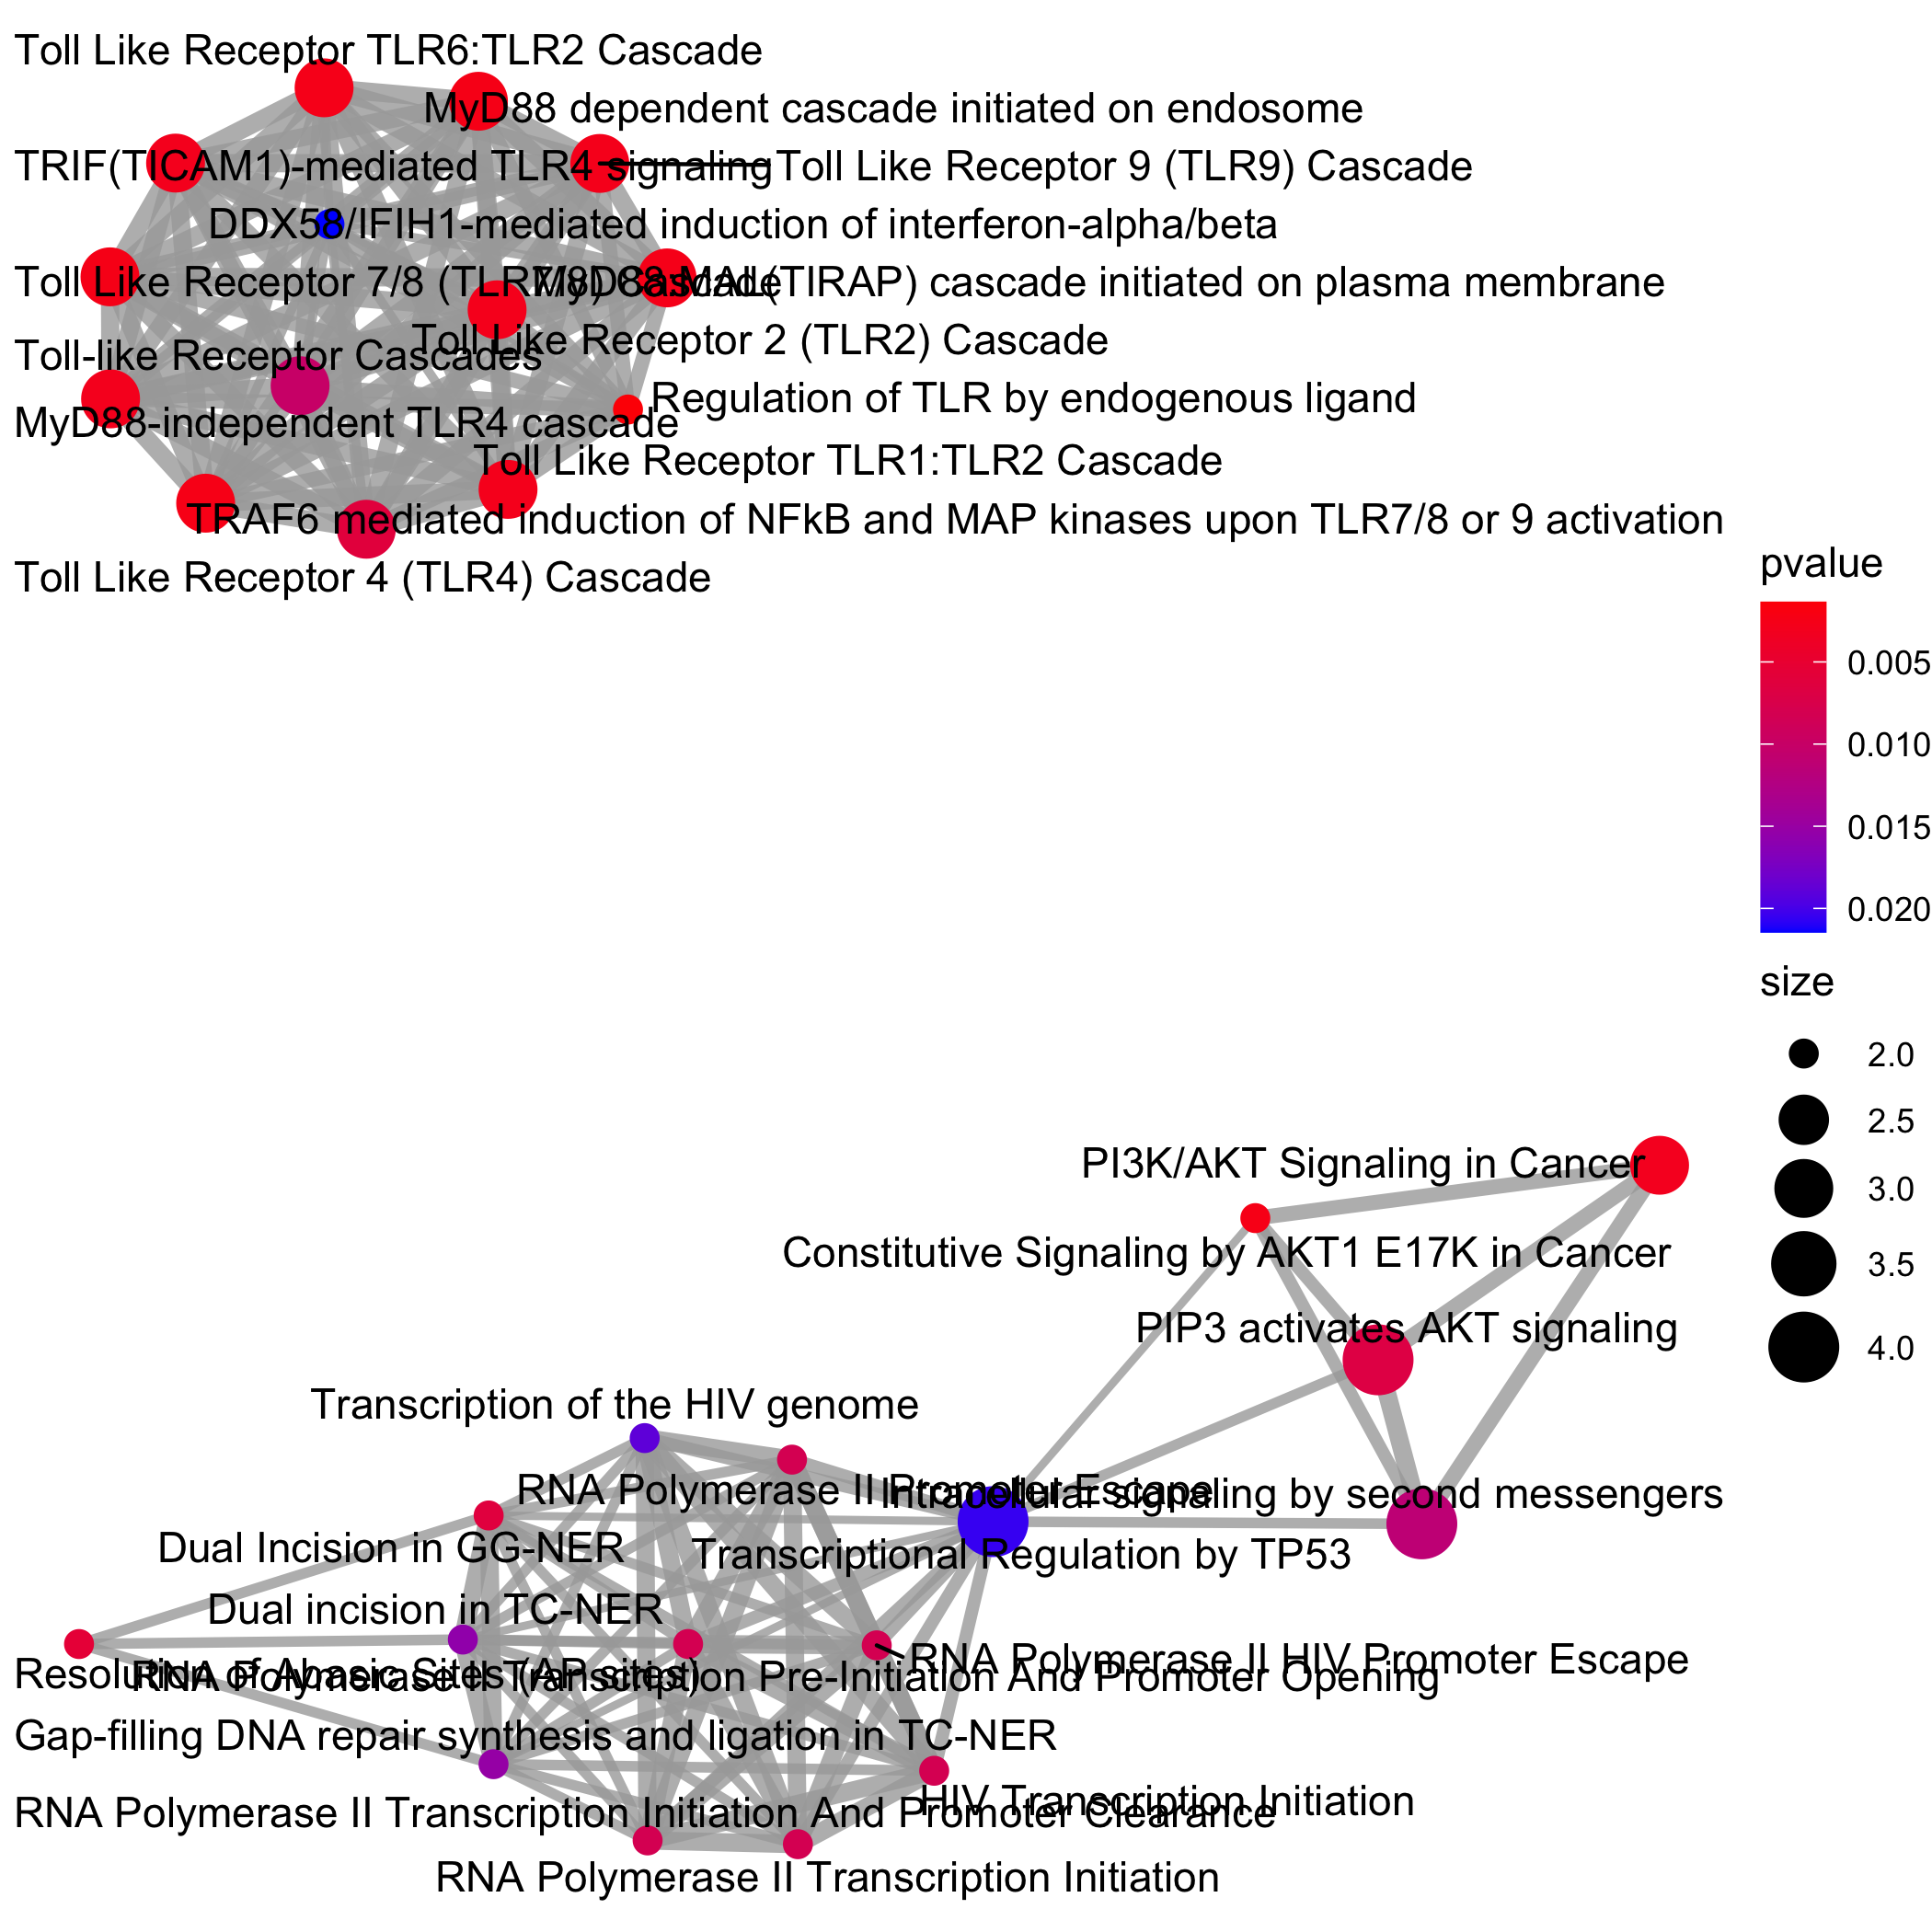 Toll Like Receptor TLR6:TLR2 Cascade
MyD88 dependent cascade initiated on endosome
TRIF(TICAM1)-mediated TLR4 signaling
Toll Like Receptor 9 (TLR9) Cascade
DDX58/IFIH1-mediated induction of interferon-alpha/beta
Toll Like Receptor 7/8 (TLR7/8) Cascade
MyD88:MAL(TIRAP) cascade initiated on plasma membrane
Toll Like Receptor 2 (TLR2) Cascade
Toll-like Receptor Cascades
Regulation of TLR by endogenous ligand
MyD88-independent TLR4 cascade
Toll Like Receptor TLR1:TLR2 Cascade
TRAF6 mediated induction of NFkB and MAP kinases upon TLR7/8 or 9 activation
Toll Like Receptor 4 (TLR4) Cascade
pvalue
0.005
0.010
0.015
0.020
size
2.0
2.5
3.0
3.5
4.0
PI3K/AKT Signaling in Cancer
Constitutive Signaling by AKT1 E17K in Cancer
PIP3 activates AKT signaling
Transcription of the HIV genome
RNA Polymerase II Promoter Escape
Intracellular signaling by second messengers
Dual Incision in GG-NER
Transcriptional Regulation by TP53
Dual incision in TC-NER
RNA Polymerase II HIV Promoter Escape
Resolution of Abasic Sites (AP sites)
RNA Polymerase II Transcription Pre-Initiation And Promoter Opening
Gap-filling DNA repair synthesis and ligation in TC-NER
HIV Transcription Initiation
RNA Polymerase II Transcription Initiation And Promoter Clearance
RNA Polymerase II Transcription Initiation